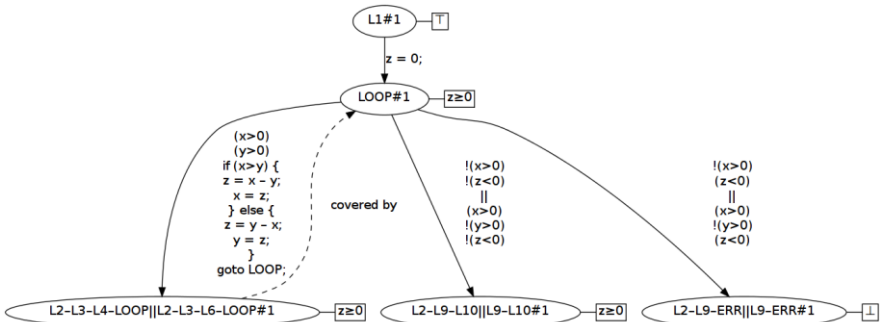 L1#1
⊤
z = 0;
LOOP#1
z≥0
(x>0)
(y>0)
if (x>y) {
z = x – y;
x = z;
} else {
z = y – x;
y = z;
}
goto LOOP;
covered by
!(x>0)
!(z<0)
||
(x>0)
!(y>0)
!(z<0)
!(x>0)
(z<0)
||
(x>0)
!(y>0)
(z<0)
L2–L3–L4–LOOP||L2–L3–L6–LOOP#1
z≥0
L2–L9–L10||L9–L10#1
z≥0
L2–L9–ERR||L9–ERR#1
⊥